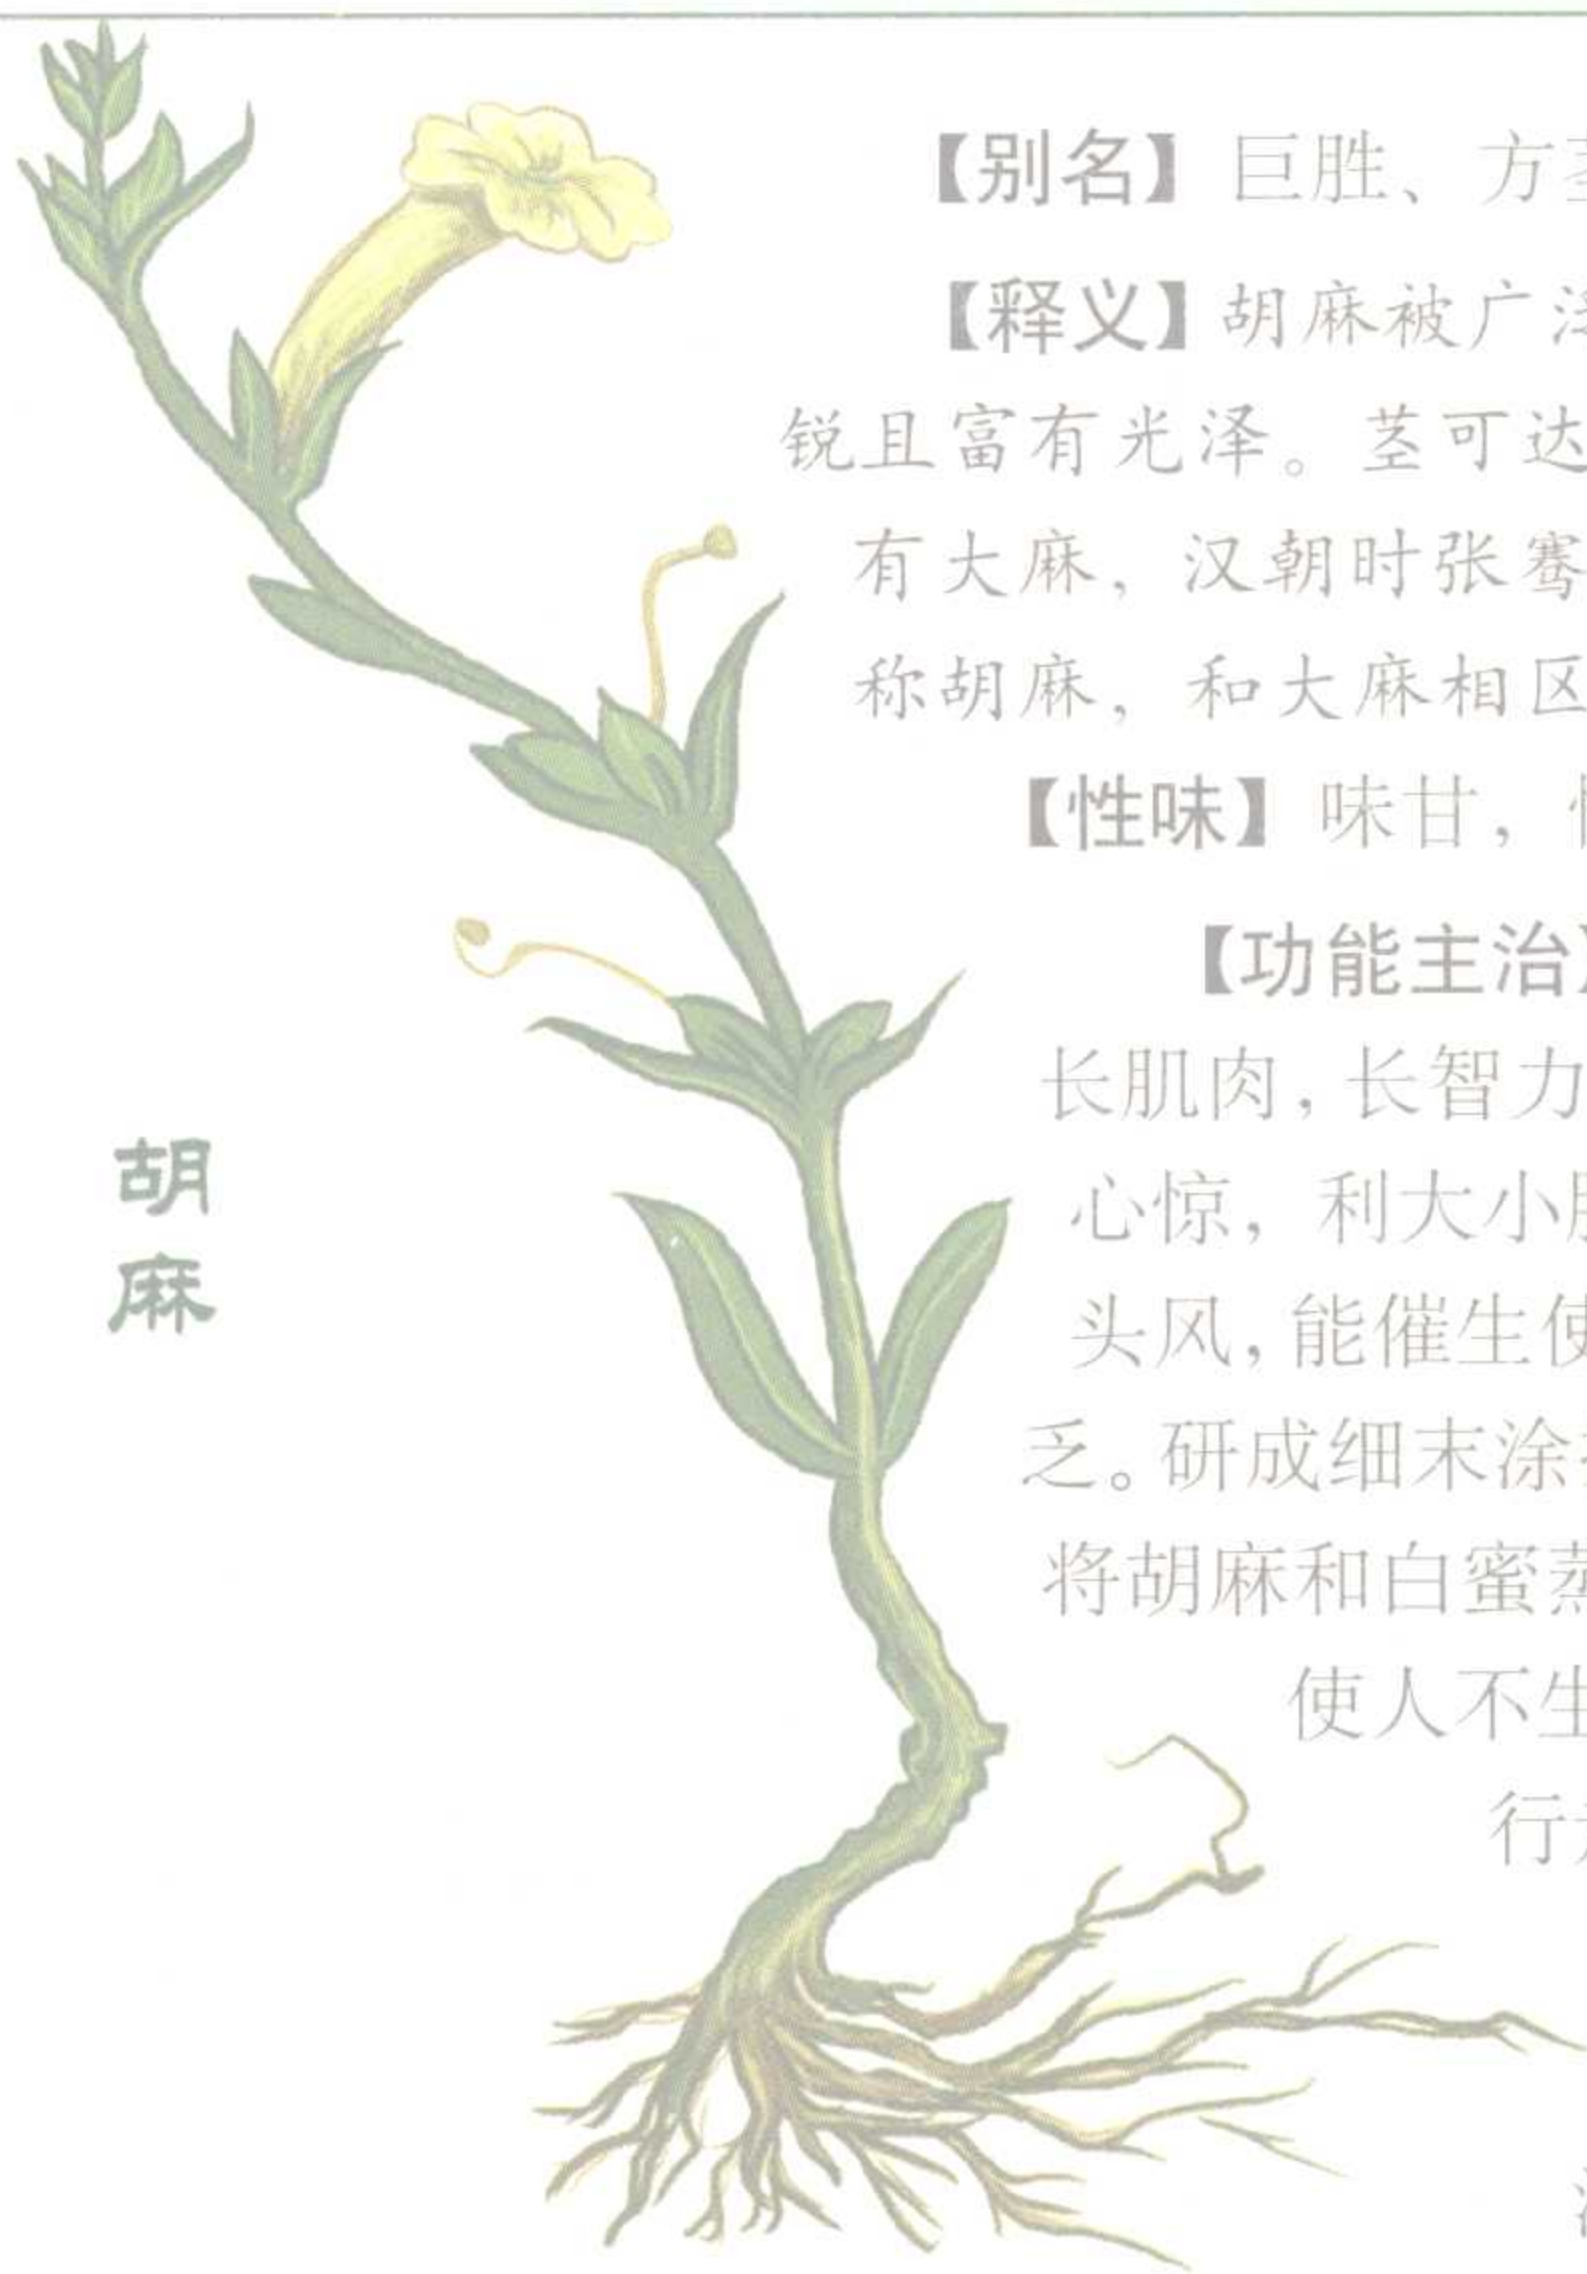 【别名】巨胜、方
【释义】胡麻被广
锐且富有光泽。茎可达
有大麻，汉朝时张骞
称胡麻，和大麻相区
【性味】味甘，
【功能主治】
长肌肉，长智力
心惊，利大小
头风，能催生使
乏。研成细末涂
将胡麻和白蜜蒸
使人不生
行
胡
麻